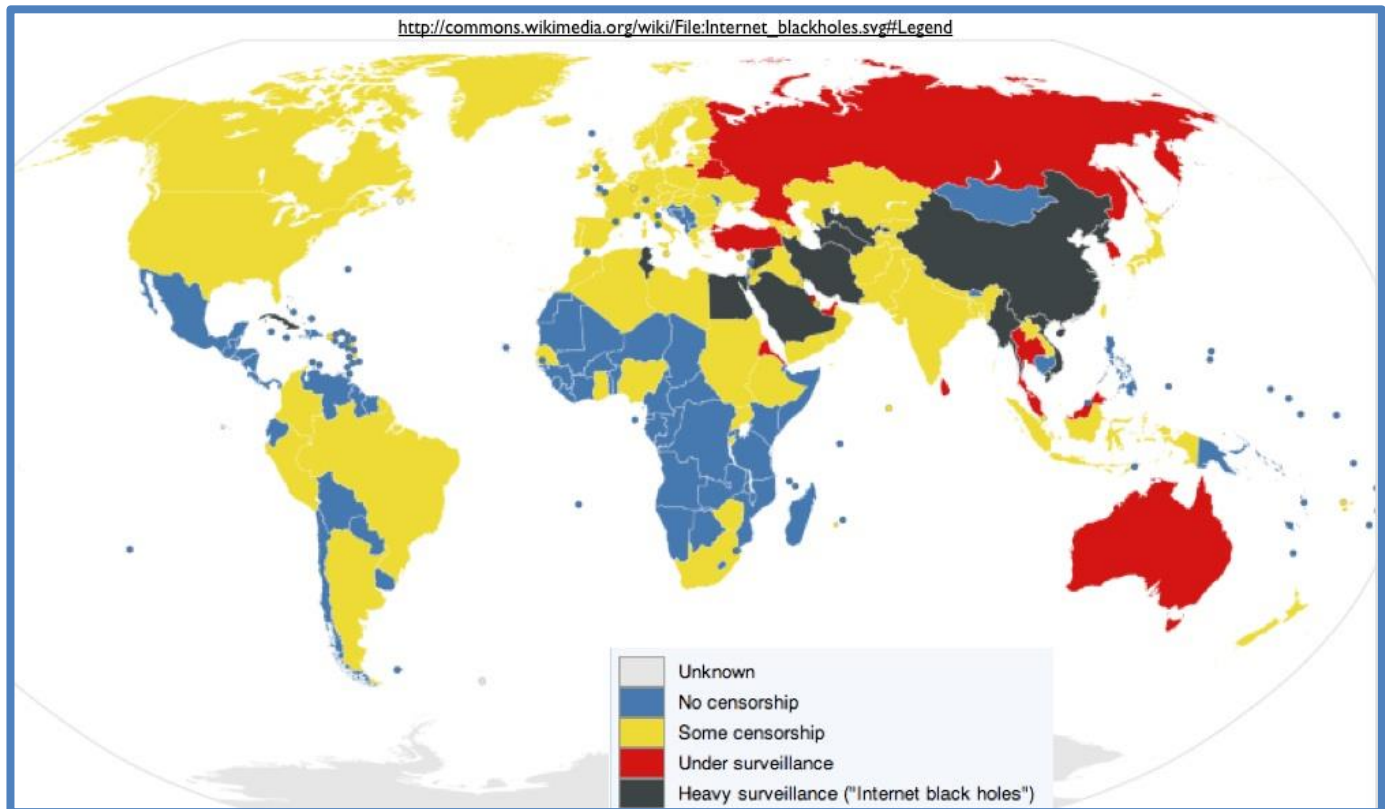 http://commons.wikimedia.org/wiki/File:Internet_blackholes.svg#Legend
Unknown
No censorship
Some censorship
Under surveillance
Heavy surveillance ("Internet black holes")